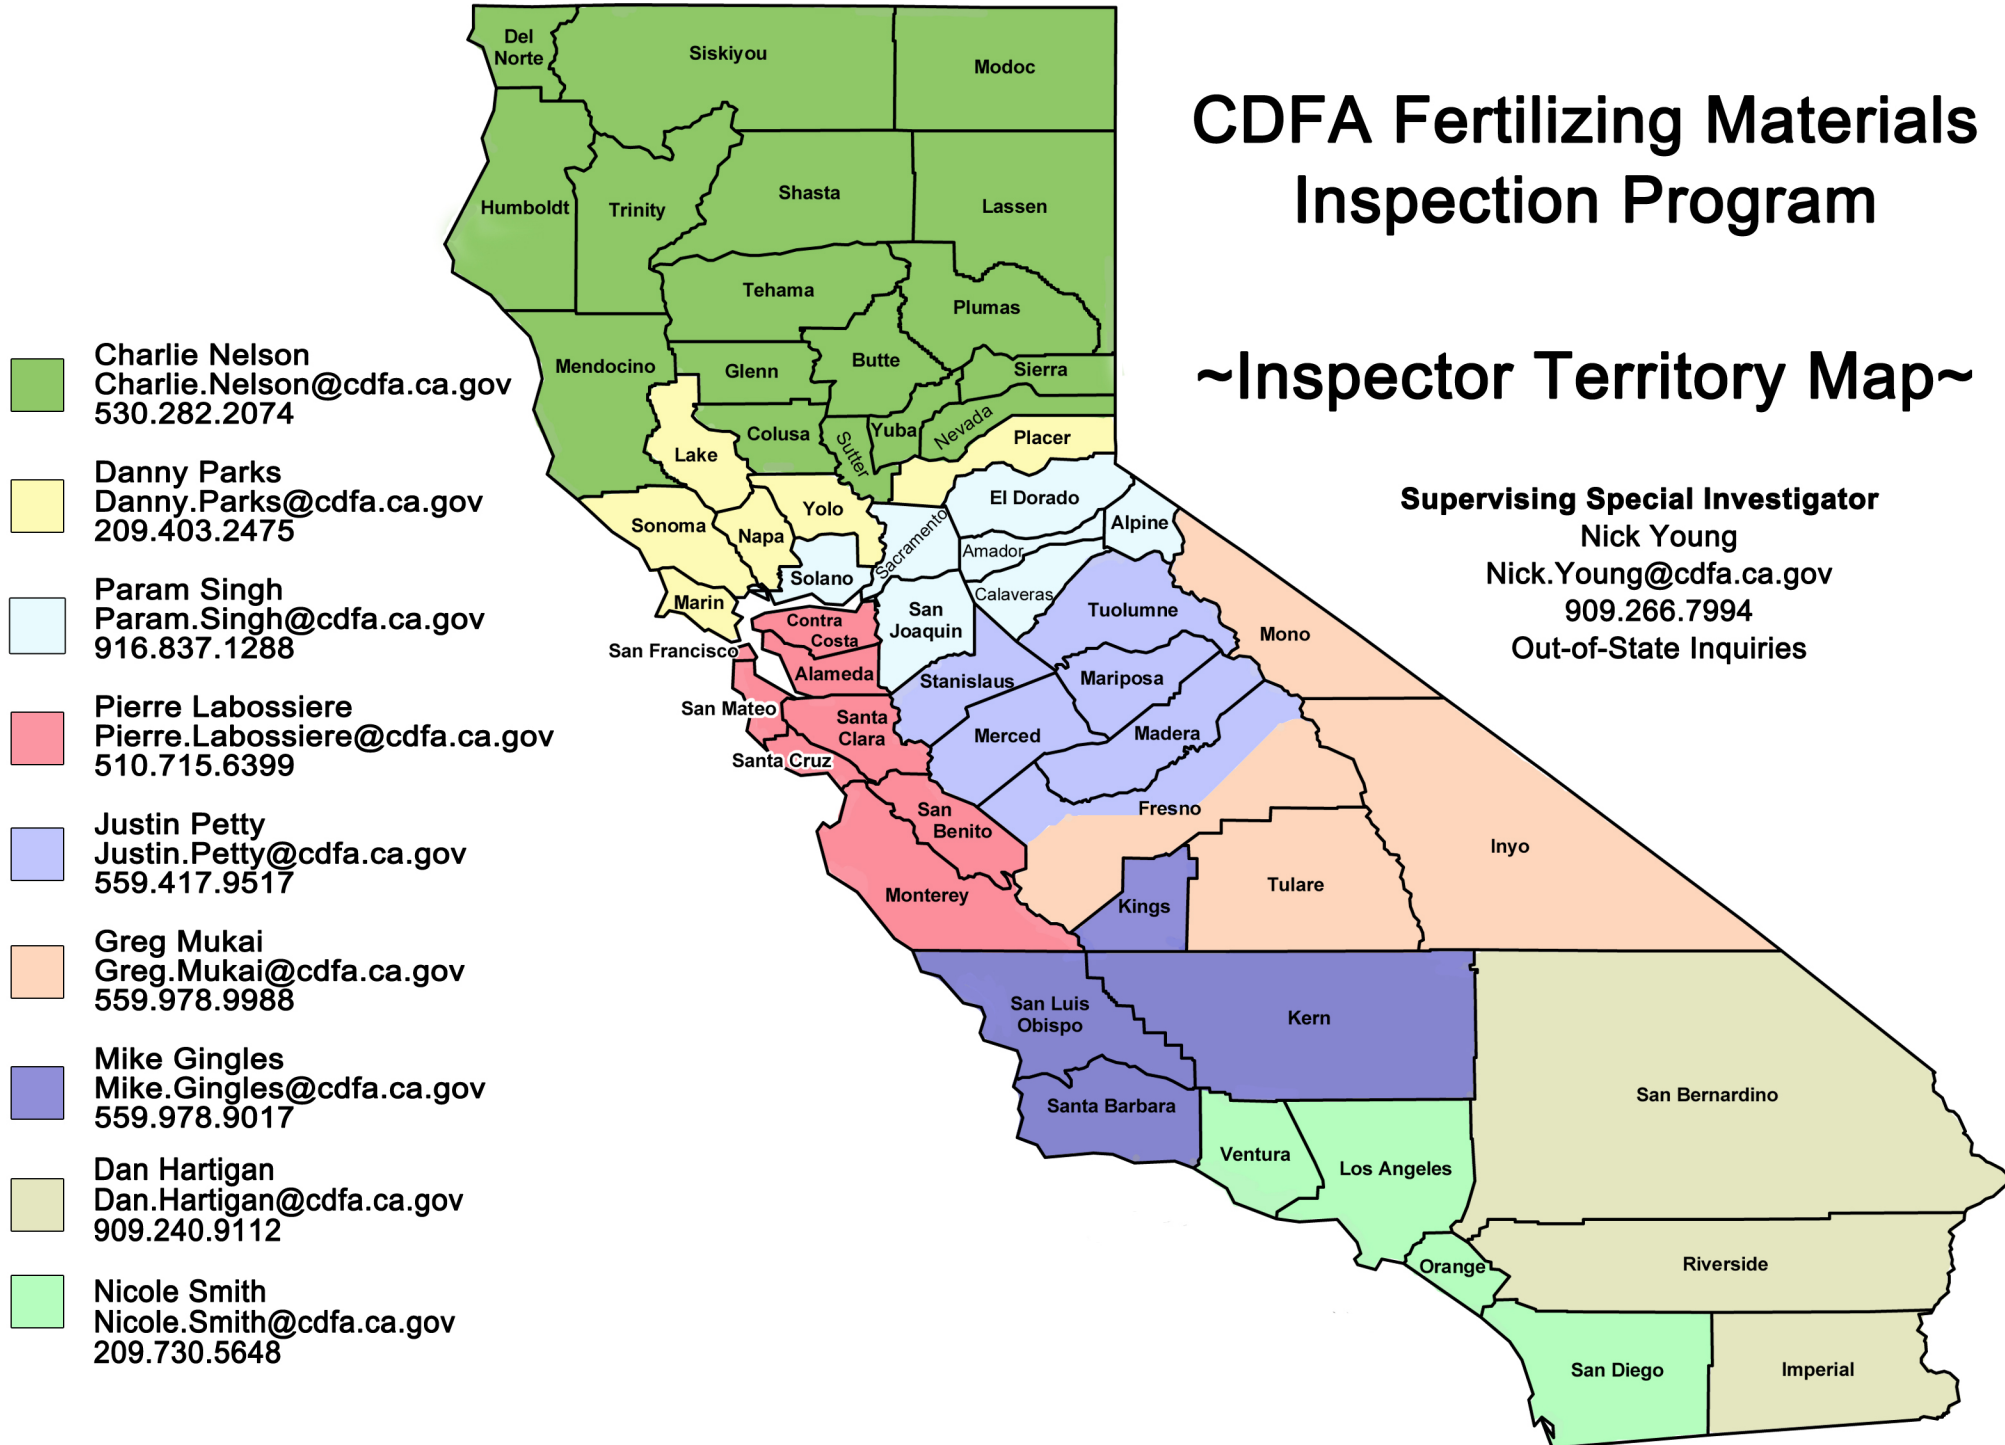 CDFA Fertilizing Materials
Inspection Program
~Inspector Territory Map~
Supervising Special Investigator
Nick Young
Nick.Young@cdfa.ca.gov
909.266.7994
Out-of-State Inquiries
Charlie Nelson
Charlie.Nelson@cdfa.ca.gov
530.282.2074
Danny Parks
Danny.Parks@cdfa.ca.gov
209.403.2475
Param Singh
Param.Singh@cdfa.ca.gov
916.837.1288
Pierre Labossiere
Pierre.Labossiere@cdfa.ca.gov
510.715.6399
Justin Petty
Justin.Petty@cdfa.ca.gov
559.417.9517
Greg Mukai
Greg.Mukai@cdfa.ca.gov
559.978.9988
Mike Gingles
Mike.Gingles@cdfa.ca.gov
559.978.9017
Dan Hartigan
Dan.Hartigan@cdfa.ca.gov
909.240.9112
Nicole Smith
Nicole.Smith@cdfa.ca.gov
209.730.5648
Del
Norte
Siskiyou
Modoc
Humboldt
Trinity
Shasta
Lassen
Tehama
Plumas
Mendocino
Glenn
Butte
Sierra
Colusa
Sutter
Yuba
Nevada
Placer
Lake
Sonoma
Napa
Yolo
El Dorado
Alpine
Sacramento
Amador
Solano
Calaveras
Marin
San
Joaquin
Tuolumne
Mono
Contra
Costa
San Francisco
Alameda
Stanislaus
Mariposa
San Mateo
Santa
Clara
Merced
Madera
Santa Cruz
San
Benito
Fresno
Inyo
Monterey
Kings
Tulare
San Luis
Obispo
Kern
San Bernardino
Santa Barbara
Ventura
Los Angeles
Orange
Riverside
San Diego
Imperial